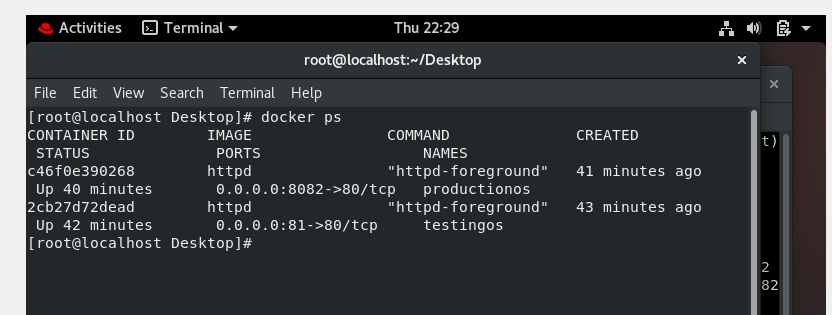 Activities Terminal Thu 22:29
root@localhost:~/Desktop ×
File Edit View Search Terminal Help
[root@localhost Desktop]# docker ps
CONTAINER ID        IMAGE               COMMAND              CREATED
 STATUS              PORTS                  NAMES
c46f0e390268        httpd               "httpd-foreground"   41 minutes ago
 Up 40 minutes       0.0.0.0:8082->80/tcp   productionos
2cb27d72dead        httpd               "httpd-foreground"   43 minutes ago
 Up 42 minutes       0.0.0.0:81->80/tcp     testingos
[root@localhost Desktop]#
t)
2
82